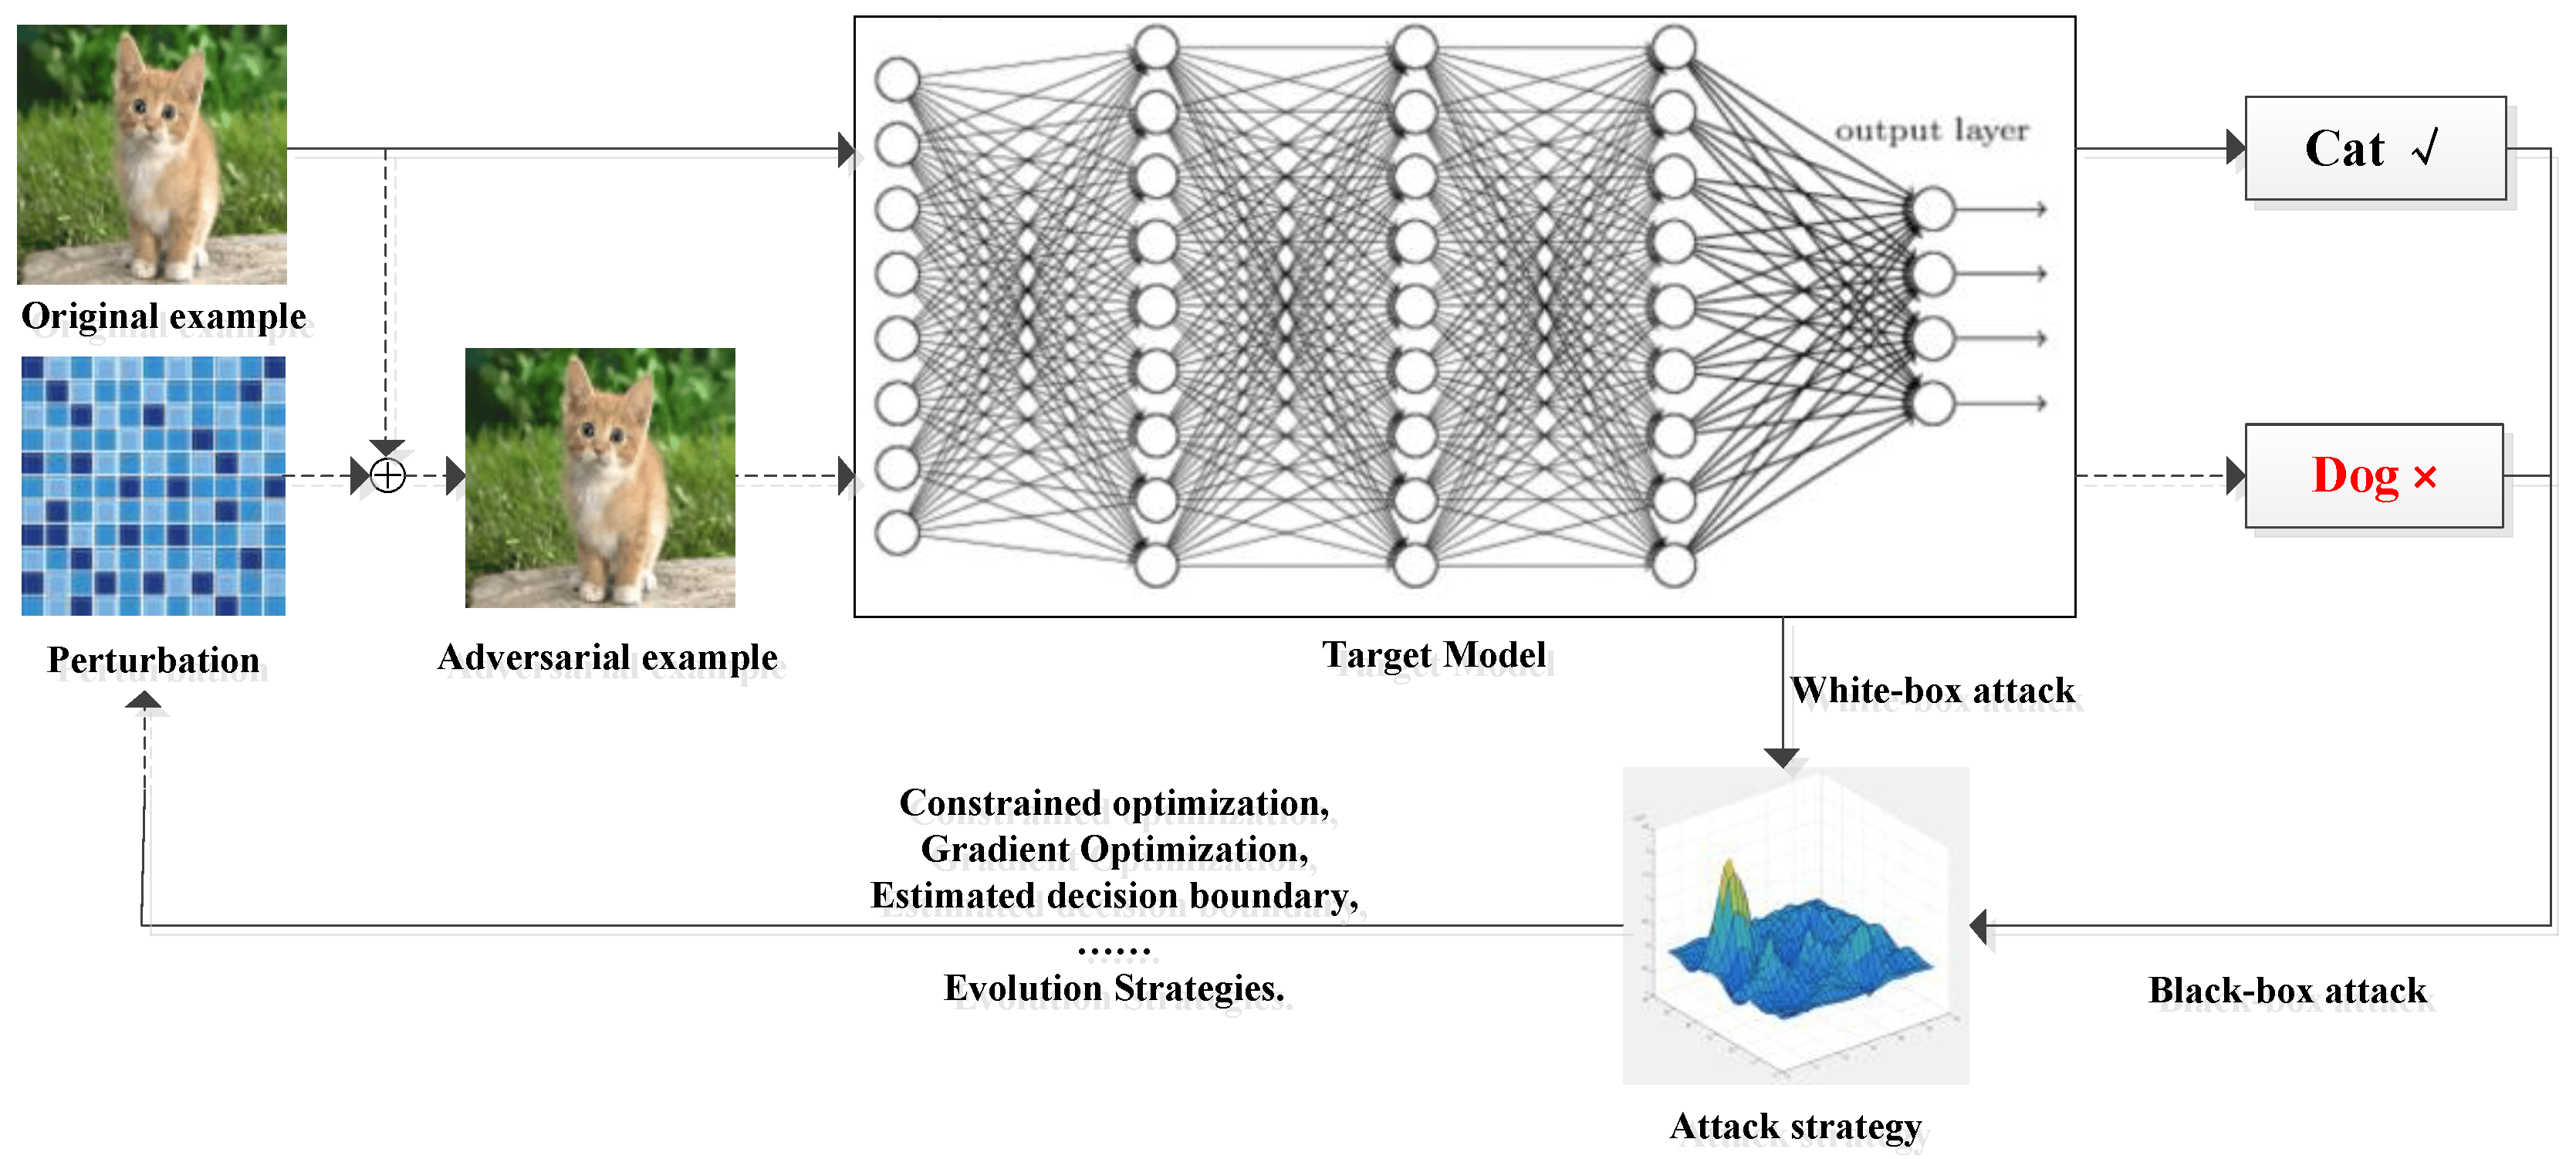 output layer
Cat √
Original example
Dog ×
Perturbation
Adversarial example
Target Model
White-box attack
Constrained optimization,
Gradient Optimization,
Estimated decision boundary,
......
Evolution Strategies.
Black-box attack
Attack strategy